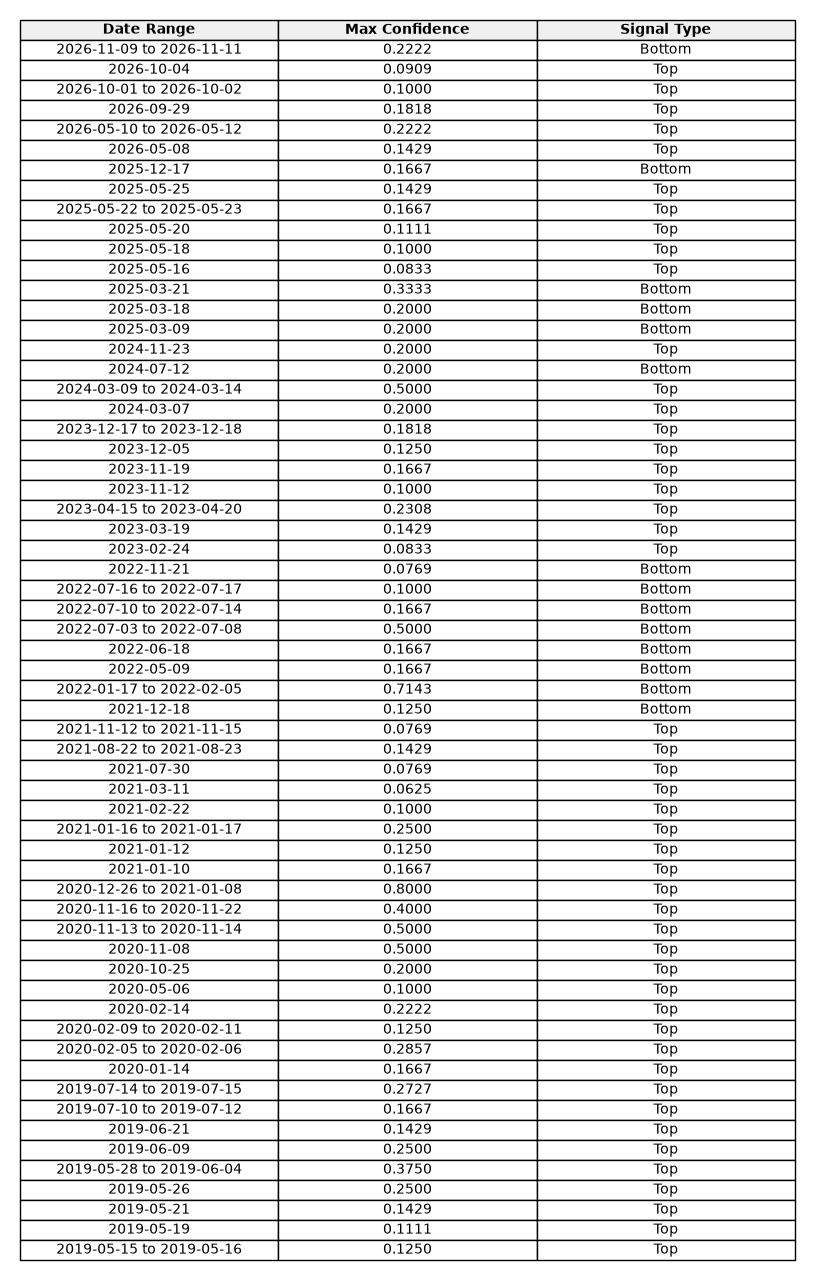 Date Range Max Confidence Signal Type
2026-11-09 to 2026-11-11 0.2222 Bottom
2026-10-04 0.0909 Top
2026-10-01 to 2026-10-02 0.1000 Top
2026-09-29 0.1818 Top
2026-05-10 to 2026-05-12 0.2222 Top
2026-05-08 0.1429 Top
2025-12-17 0.1667 Bottom
2025-05-25 0.1429 Top
2025-05-22 to 2025-05-23 0.1667 Top
2025-05-20 0.1111 Top
2025-05-18 0.1000 Top
2025-05-16 0.0833 Top
2025-03-21 0.3333 Bottom
2025-03-18 0.2000 Bottom
2025-03-09 0.2000 Bottom
2024-11-23 0.2000 Top
2024-07-12 0.2000 Bottom
2024-03-09 to 2024-03-14 0.5000 Top
2024-03-07 0.2000 Top
2023-12-17 to 2023-12-18 0.1818 Top
2023-12-05 0.1250 Top
2023-11-19 0.1667 Top
2023-11-12 0.1000 Top
2023-04-15 to 2023-04-20 0.2308 Top
2023-03-19 0.1429 Top
2023-02-24 0.0833 Top
2022-11-21 0.0769 Bottom
2022-07-16 to 2022-07-17 0.1000 Bottom
2022-07-10 to 2022-07-14 0.1667 Bottom
2022-07-03 to 2022-07-08 0.5000 Bottom
2022-06-18 0.1667 Bottom
2022-05-09 0.1667 Bottom
2022-01-17 to 2022-02-05 0.7143 Bottom
2021-12-18 0.1250 Bottom
2021-11-12 to 2021-11-15 0.0769 Top
2021-08-22 to 2021-08-23 0.1429 Top
2021-07-30 0.0769 Top
2021-03-11 0.0625 Top
2021-02-22 0.1000 Top
2021-01-16 to 2021-01-17 0.2500 Top
2021-01-12 0.1250 Top
2021-01-10 0.1667 Top
2020-12-26 to 2021-01-08 0.8000 Top
2020-11-16 to 2020-11-22 0.4000 Top
2020-11-13 to 2020-11-14 0.5000 Top
2020-11-08 0.5000 Top
2020-10-25 0.2000 Top
2020-05-06 0.1000 Top
2020-02-14 0.2222 Top
2020-02-09 to 2020-02-11 0.1250 Top
2020-02-05 to 2020-02-06 0.2857 Top
2020-01-14 0.1667 Top
2019-07-14 to 2019-07-15 0.2727 Top
2019-07-10 to 2019-07-12 0.1667 Top
2019-06-21 0.1429 Top
2019-06-09 0.2500 Top
2019-05-28 to 2019-06-04 0.3750 Top
2019-05-26 0.2500 Top
2019-05-21 0.1429 Top
2019-05-19 0.1111 Top
2019-05-15 to 2019-05-16 0.1250 Top